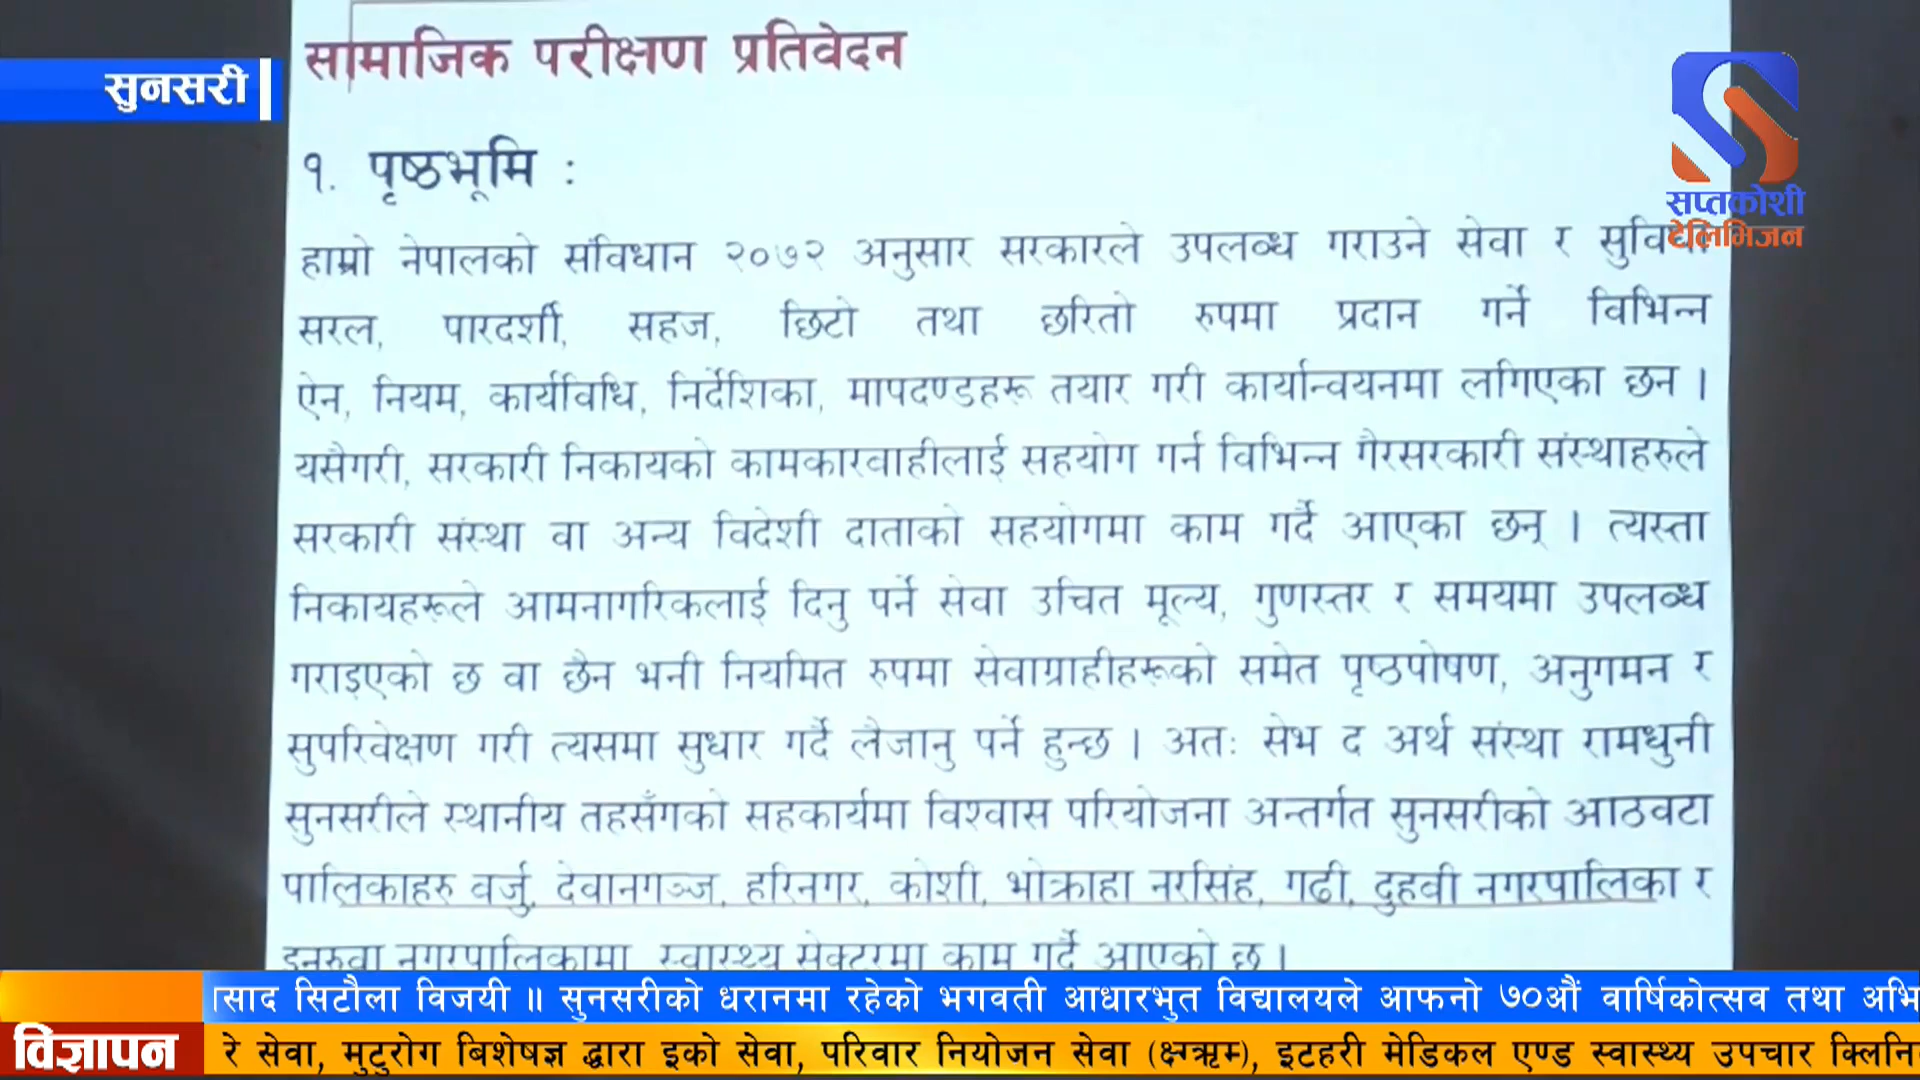 सामाजिक परीक्षण प्रतिवेदन
सुनसरी
१. पृष्ठभूमि :
सप्तकोशी
टेलिभिजन
हाम्रो नेपालको संविधान २०७२ अनुसार सरकारले उपलब्ध गराउने सेवा र
सरल, पारदर्शी, सहज, छिटो तथा छरितो रुपमा प्रदान गर्ने विभिन्न
ऐन, नियम, कार्यविधि, निर्देशिका, मापदण्डहरू तयार गरी कार्यान्वयनमा लगिएका छन ।
यसैगरी, सरकारी निकायको कामकारवाहीलाई सहयोग गर्न विभिन्न गैरसरकारी संस्थाहरुले
सरकारी संस्था वा अन्य विदेशी दाताको सहयोगमा काम गर्दै आएका छन् । त्यस्ता
निकायहरूले आमनागरिकलाई दिनु पर्ने सेवा उचित मूल्य, गुणस्तर र समयमा उपलब्ध
गराइएको छ वा छैन भनी नियमित रुपमा सेवाग्राहीहरूको समेत पृष्ठपोषण, अनुगमन र
सुपरिवेक्षण गरी त्यसमा सुधार गर्दै लैजानु पर्ने हुन्छ । अतः सेभ द अर्थ संस्था रामधुनी
सुनसरीले स्थानीय तहसँगको सहकार्यमा विश्वास परियोजना अन्तर्गत सुनसरीको आठवटा
पालिकाहरु वर्जु, देवानगञ्ज, हरिनगर, कोशी, भोक्राहा नरसिंह, गढी, दुहवी नगरपालिका र
इनरुवा नगरपालिकामा स्वास्थ्य सेक्टरमा काम गर्दै आएको छ ।
साद सिटौला विजयी ॥ सुनसरीको धरानमा रहेको भगवती आधारभुत विद्यालयले आफनो ७०औं वार्षिकोत्सव तथा अभि
विज्ञापन
रे सेवा, मुटुरोग बिशेषज्ञ द्धारा इको सेवा, परिवार नियोजन सेवा (क्ष्ग्ऋम्), इटहरी मेडिकल एण्ड स्वास्थ्य उपचार क्लिनि